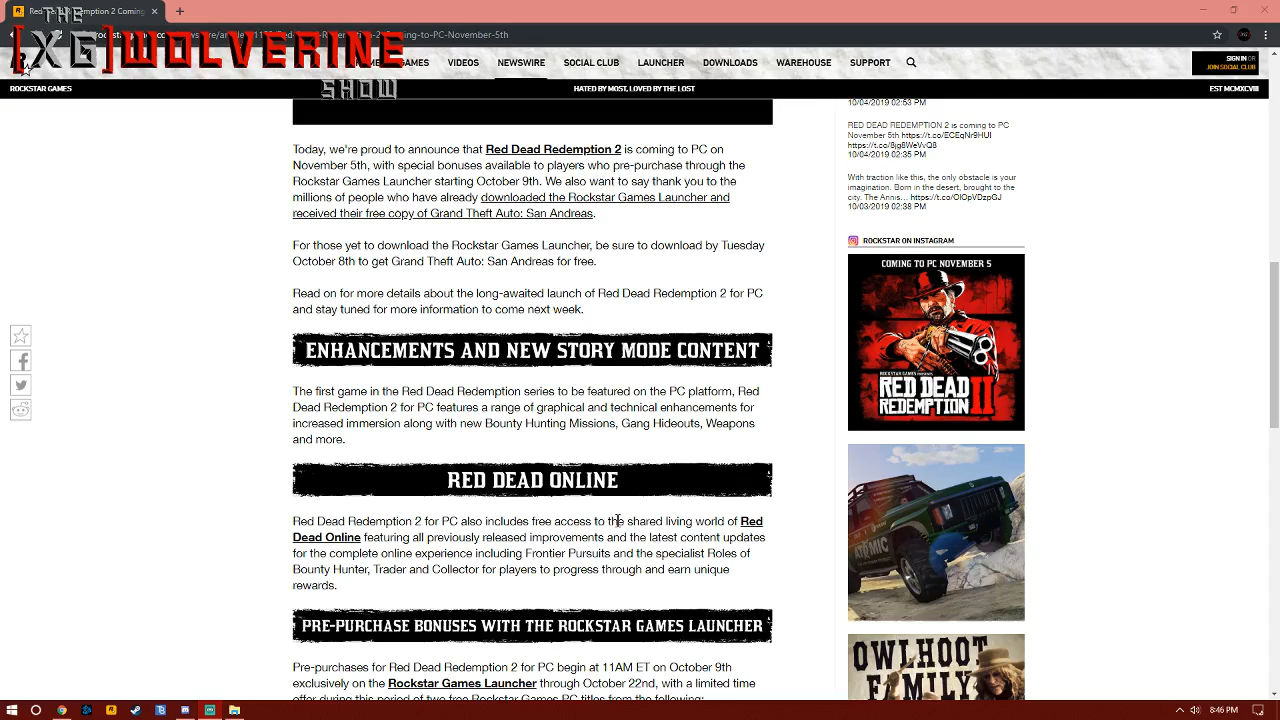 Red Dead Redemption 2 Coming
THE
[XG]WOLVERINE
SHOW
Redemption-2-Coming-to-PC-November-5th
GAMES
VIDEOS
NEWSWIRE
SOCIAL CLUB
LAUNCHER
DOWNLOADS
WAREHOUSE
SUPPORT
SIGN IN OR
JOIN SOCIAL CLUB
ROCKSTAR GAMES
HATED BY MOST, LOVED BY THE LOST
EST MCMXCVIII
Today, we're proud to announce that Red Dead Redemption 2 is coming to PC on
November 5th, with special bonuses available to players who pre-purchase through the
Rockstar Games Launcher starting October 9th. We also want to say thank you to the
millions of people who have already downloaded the Rockstar Games Launcher and
received their free copy of Grand Theft Auto: San Andreas.
For those yet to download the Rockstar Games Launcher, be sure to download by Tuesday
October 8th to get Grand Theft Auto: San Andreas for free.
Read on for more details about the long-awaited launch of Red Dead Redemption 2 for PC
and stay tuned for more information to come next week.
ENHANCEMENTS AND NEW STORY MODE CONTENT
The first game in the Red Dead Redemption series to be featured on the PC platform, Red
Dead Redemption 2 for PC features a range of graphical and technical enhancements for
increased immersion along with new Bounty Hunting Missions, Gang Hideouts, Weapons
and more.
RED DEAD ONLINE
Red Dead Redemption 2 for PC also includes free access to the shared living world of Red
Dead Online featuring all previously released improvements and the latest content updates
for the complete online experience including Frontier Pursuits and the specialist Roles of
Bounty Hunter, Trader and Collector for players to progress through and earn unique
rewards.
PRE-PURCHASE BONUSES WITH THE ROCKSTAR GAMES LAUNCHER
Pre-purchases for Red Dead Redemption 2 for PC begin at 11AM ET on October 9th
exclusively on the Rockstar Games Launcher through October 22nd, with a limited time
offer during this period of two free Rockstar Games PC titles from the following:
10/04/2019 02:53 PM
RED DEAD REDEMPTION 2 is coming to PC
November 5th https://t.co/ECEqNr9HUI
https://t.co/8jg8WeVvQ8
10/04/2019 02:35 PM
With traction like this, the only obstacle is your
imagination. Born in the desert, brought to the
city. The Annis… https://t.co/OlOpVDzpGJ
10/03/2019 02:38 PM
ROCKSTAR ON INSTAGRAM
COMING TO PC NOVEMBER 5
ROCKSTAR GAMES PRESENTS
RED DEAD
REDEMPTION II
ATOMIC
OWLHOOT
FAMILY
8:46 PM